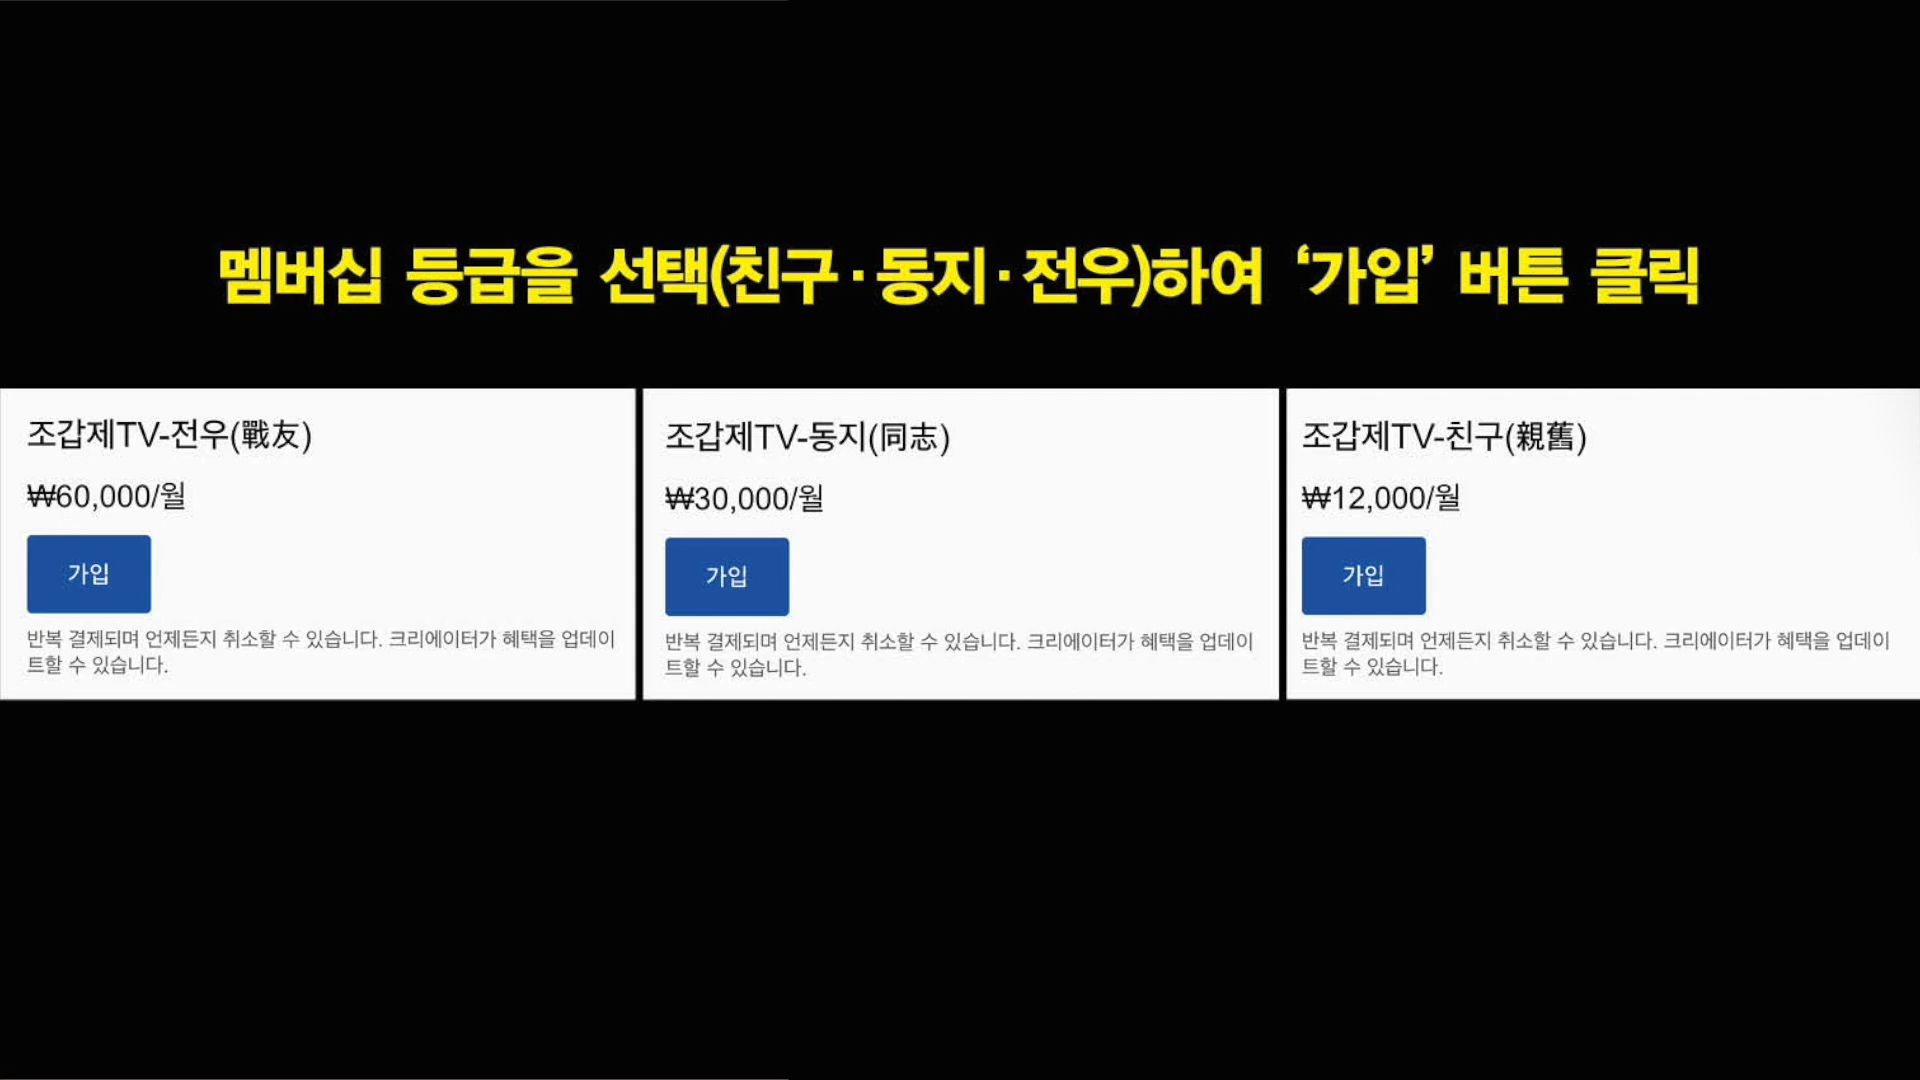 멤버십 등급을 선택(친구·동지·전우)하여 ‘가입’ 버튼 클릭
조갑제TV-전우(戰友)
₩60,000/월
가입
반복 결제되며 언제든지 취소할 수 있습니다. 크리에이터가 혜택을 업데이
트할 수 있습니다.
조갑제TV-동지(同志)
₩30,000/월
가입
반복 결제되며 언제든지 취소할 수 있습니다. 크리에이터가 혜택을 업데이
트할 수 있습니다.
조갑제TV-친구(親舊)
₩12,000/월
가입
반복 결제되며 언제든지 취소할 수 있습니다. 크리에이터가 혜택을 업데이
트할 수 있습니다.